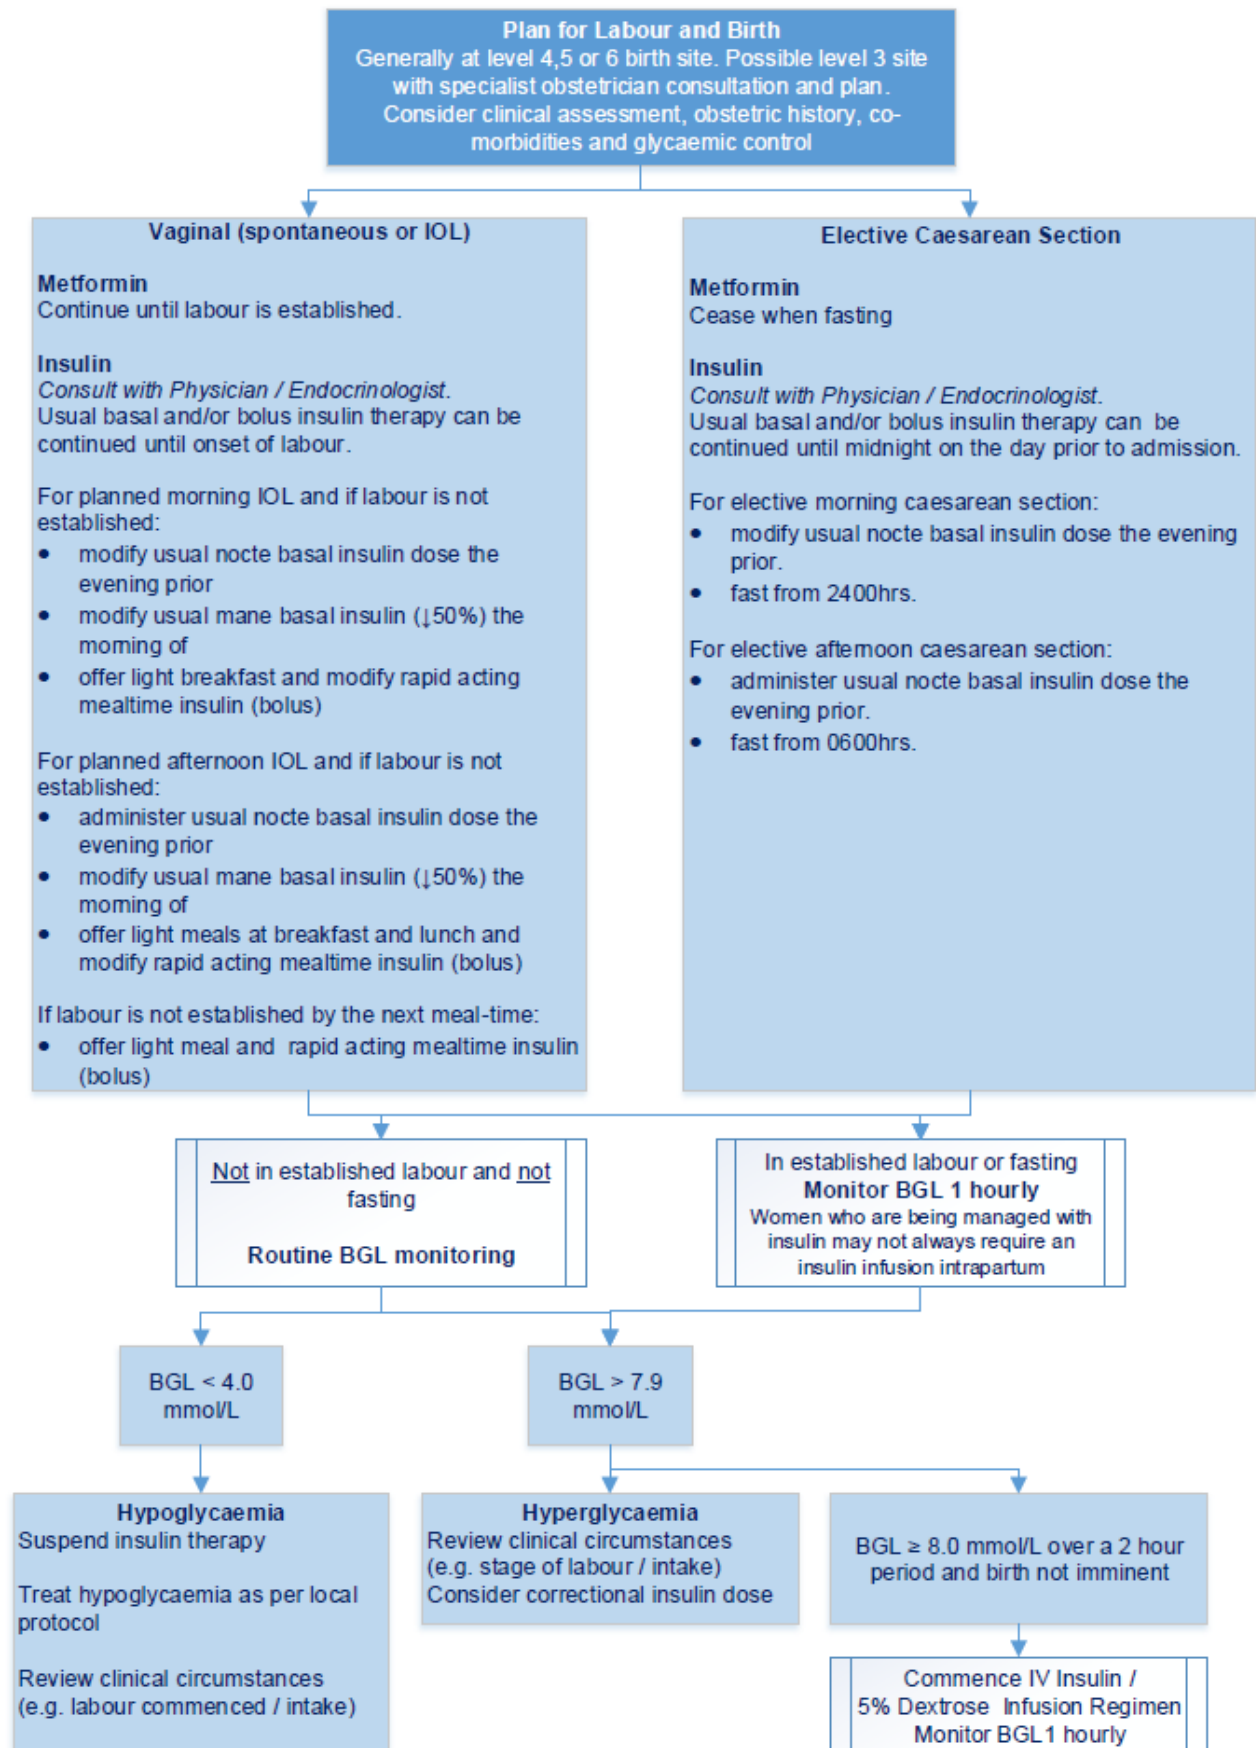 Plan for Labour and Birth
Generally at level 4,5 or 6 birth site. Possible level 3 site
with specialist obstetrician consultation and plan.
Consider clinical assessment, obstetric history, co-
morbidities and glycaemic control
Vaginal (spontaneous or IOL)
Metformin
Continue until labour is established.
Insulin
Consult with Physician / Endocrinologist.
Usual basal and/or bolus insulin therapy can be
continued until onset of labour.
For planned morning IOL and if labour is not
established:
• modify usual nocte basal insulin dose the
evening prior
• modify usual mane basal insulin (↓50%) the
morning of
• offer light breakfast and modify rapid acting
mealtime insulin (bolus)
For planned afternoon IOL and if labour is not
established:
• administer usual nocte basal insulin dose the
evening prior
• modify usual mane basal insulin (↓50%) the
morning of
• offer light meals at breakfast and lunch and
modify rapid acting mealtime insulin (bolus)
If labour is not established by the next meal-time:
• offer light meal and rapid acting mealtime insulin
(bolus)
Elective Caesarean Section
Metformin
Cease when fasting
Insulin
Consult with Physician / Endocrinologist.
Usual basal and/or bolus insulin therapy can be
continued until midnight on the day prior to admission.
For elective morning caesarean section:
• modify usual nocte basal insulin dose the evening
prior.
• fast from 2400hrs.
For elective afternoon caesarean section:
• administer usual nocte basal insulin dose the
evening prior.
• fast from 0600hrs.
Not in established labour and not
fasting
Routine BGL monitoring
In established labour or fasting
Monitor BGL 1 hourly
Women who are being managed with
insulin may not always require an
insulin infusion intrapartum
BGL < 4.0
mmol/L
BGL > 7.9
mmol/L
Hypoglycaemia
Suspend insulin therapy
Treat hypoglycaemia as per local
protocol
Review clinical circumstances
(e.g. labour commenced / intake)
Hyperglycaemia
Review clinical circumstances
(e.g. stage of labour / intake)
Consider correctional insulin dose
BGL ≥ 8.0 mmol/L over a 2 hour
period and birth not imminent
Commence IV Insulin /
5% Dextrose Infusion Regimen
Monitor BGL1 hourly